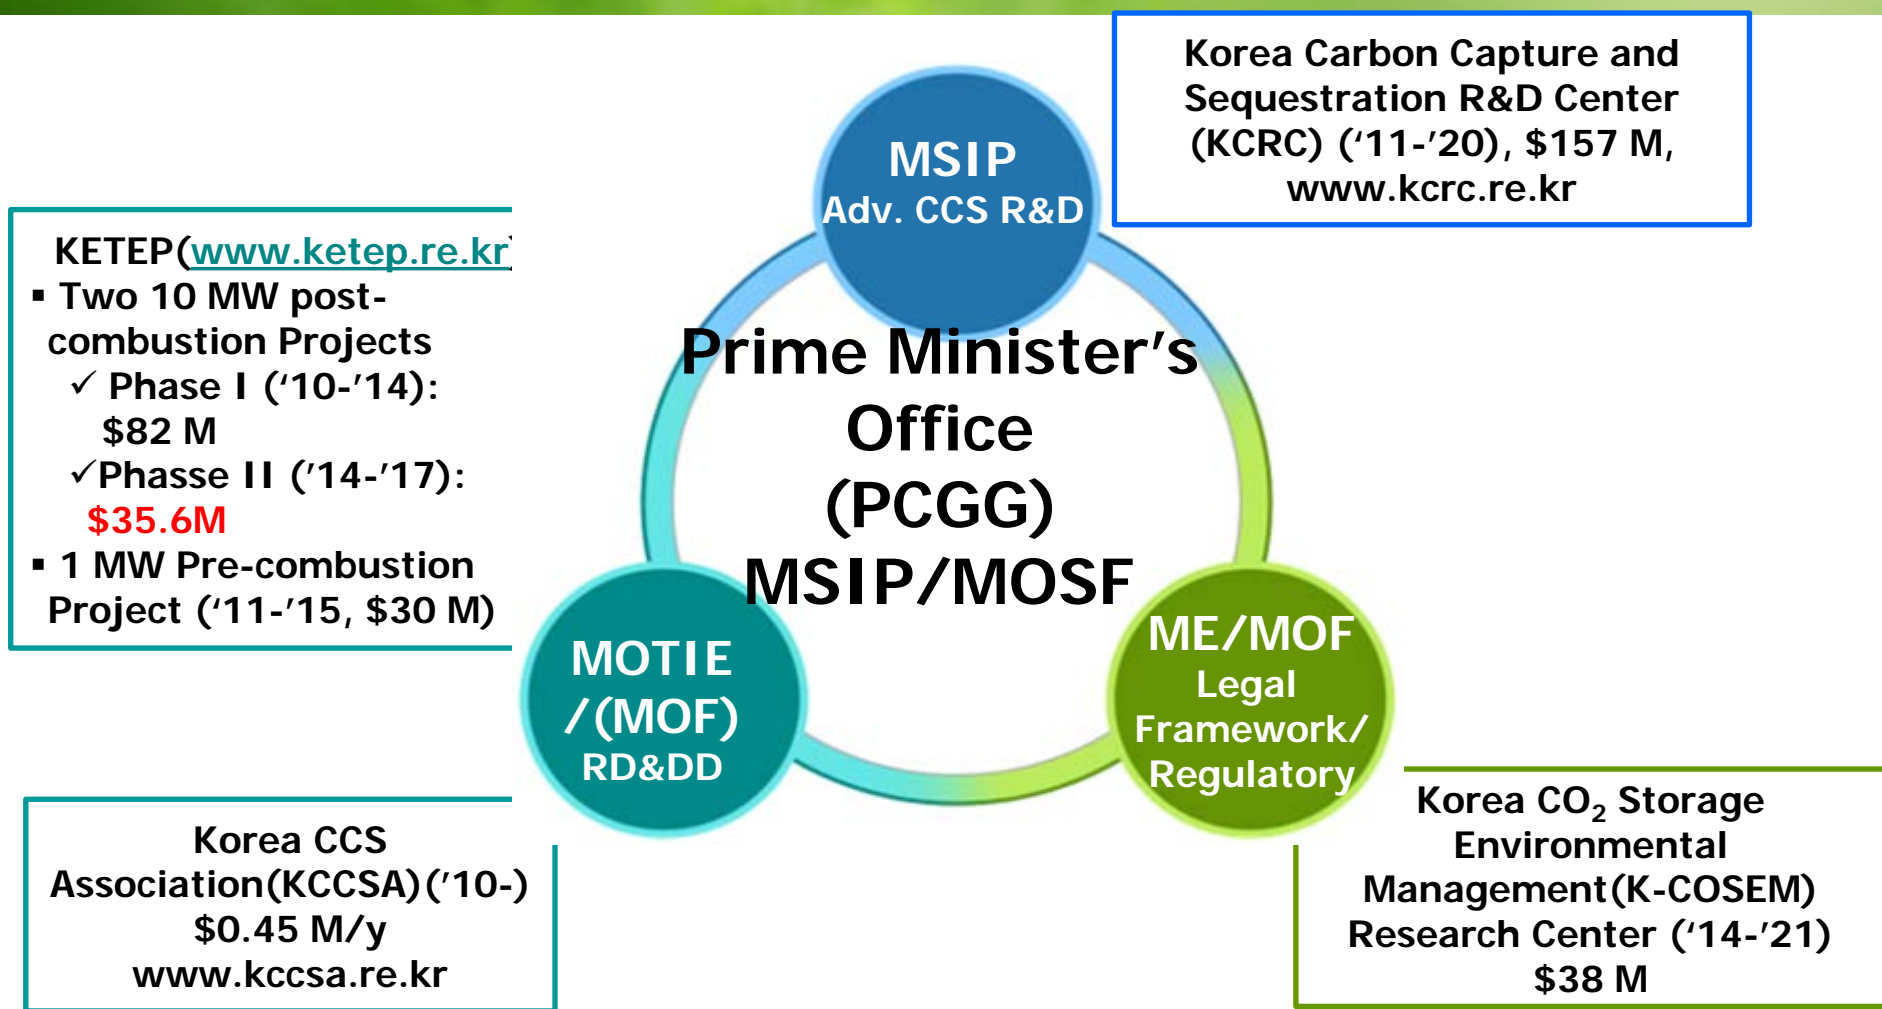 Korea Carbon Capture and
Sequestration R&D Center
(KCRC) (‘11-’20), $157 M,
www.kcrc.re.kr
MSIP
Adv. CCS R&D
KETEP(www.ketep.re.kr)
▪ Two 10 MW post-
combustion Projects
✓ Phase I (‘10-’14):
$82 M
✓Phasse II (’14-’17):
$35.6M
▪ 1 MW Pre-combustion
Project (‘11-’15, $30 M)
Prime Minister’s
Office
(PCGG)
MSIP/MOSF
MOTIE
/(MOF)
RD&DD
ME/MOF
Legal
Framework/
Regulatory
Korea CCS
Association(KCCSA)(’10-)
$0.45 M/y
www.kccsa.re.kr
Korea CO₂ Storage
Environmental
Management(K-COSEM)
Research Center (‘14-’21)
$38 M